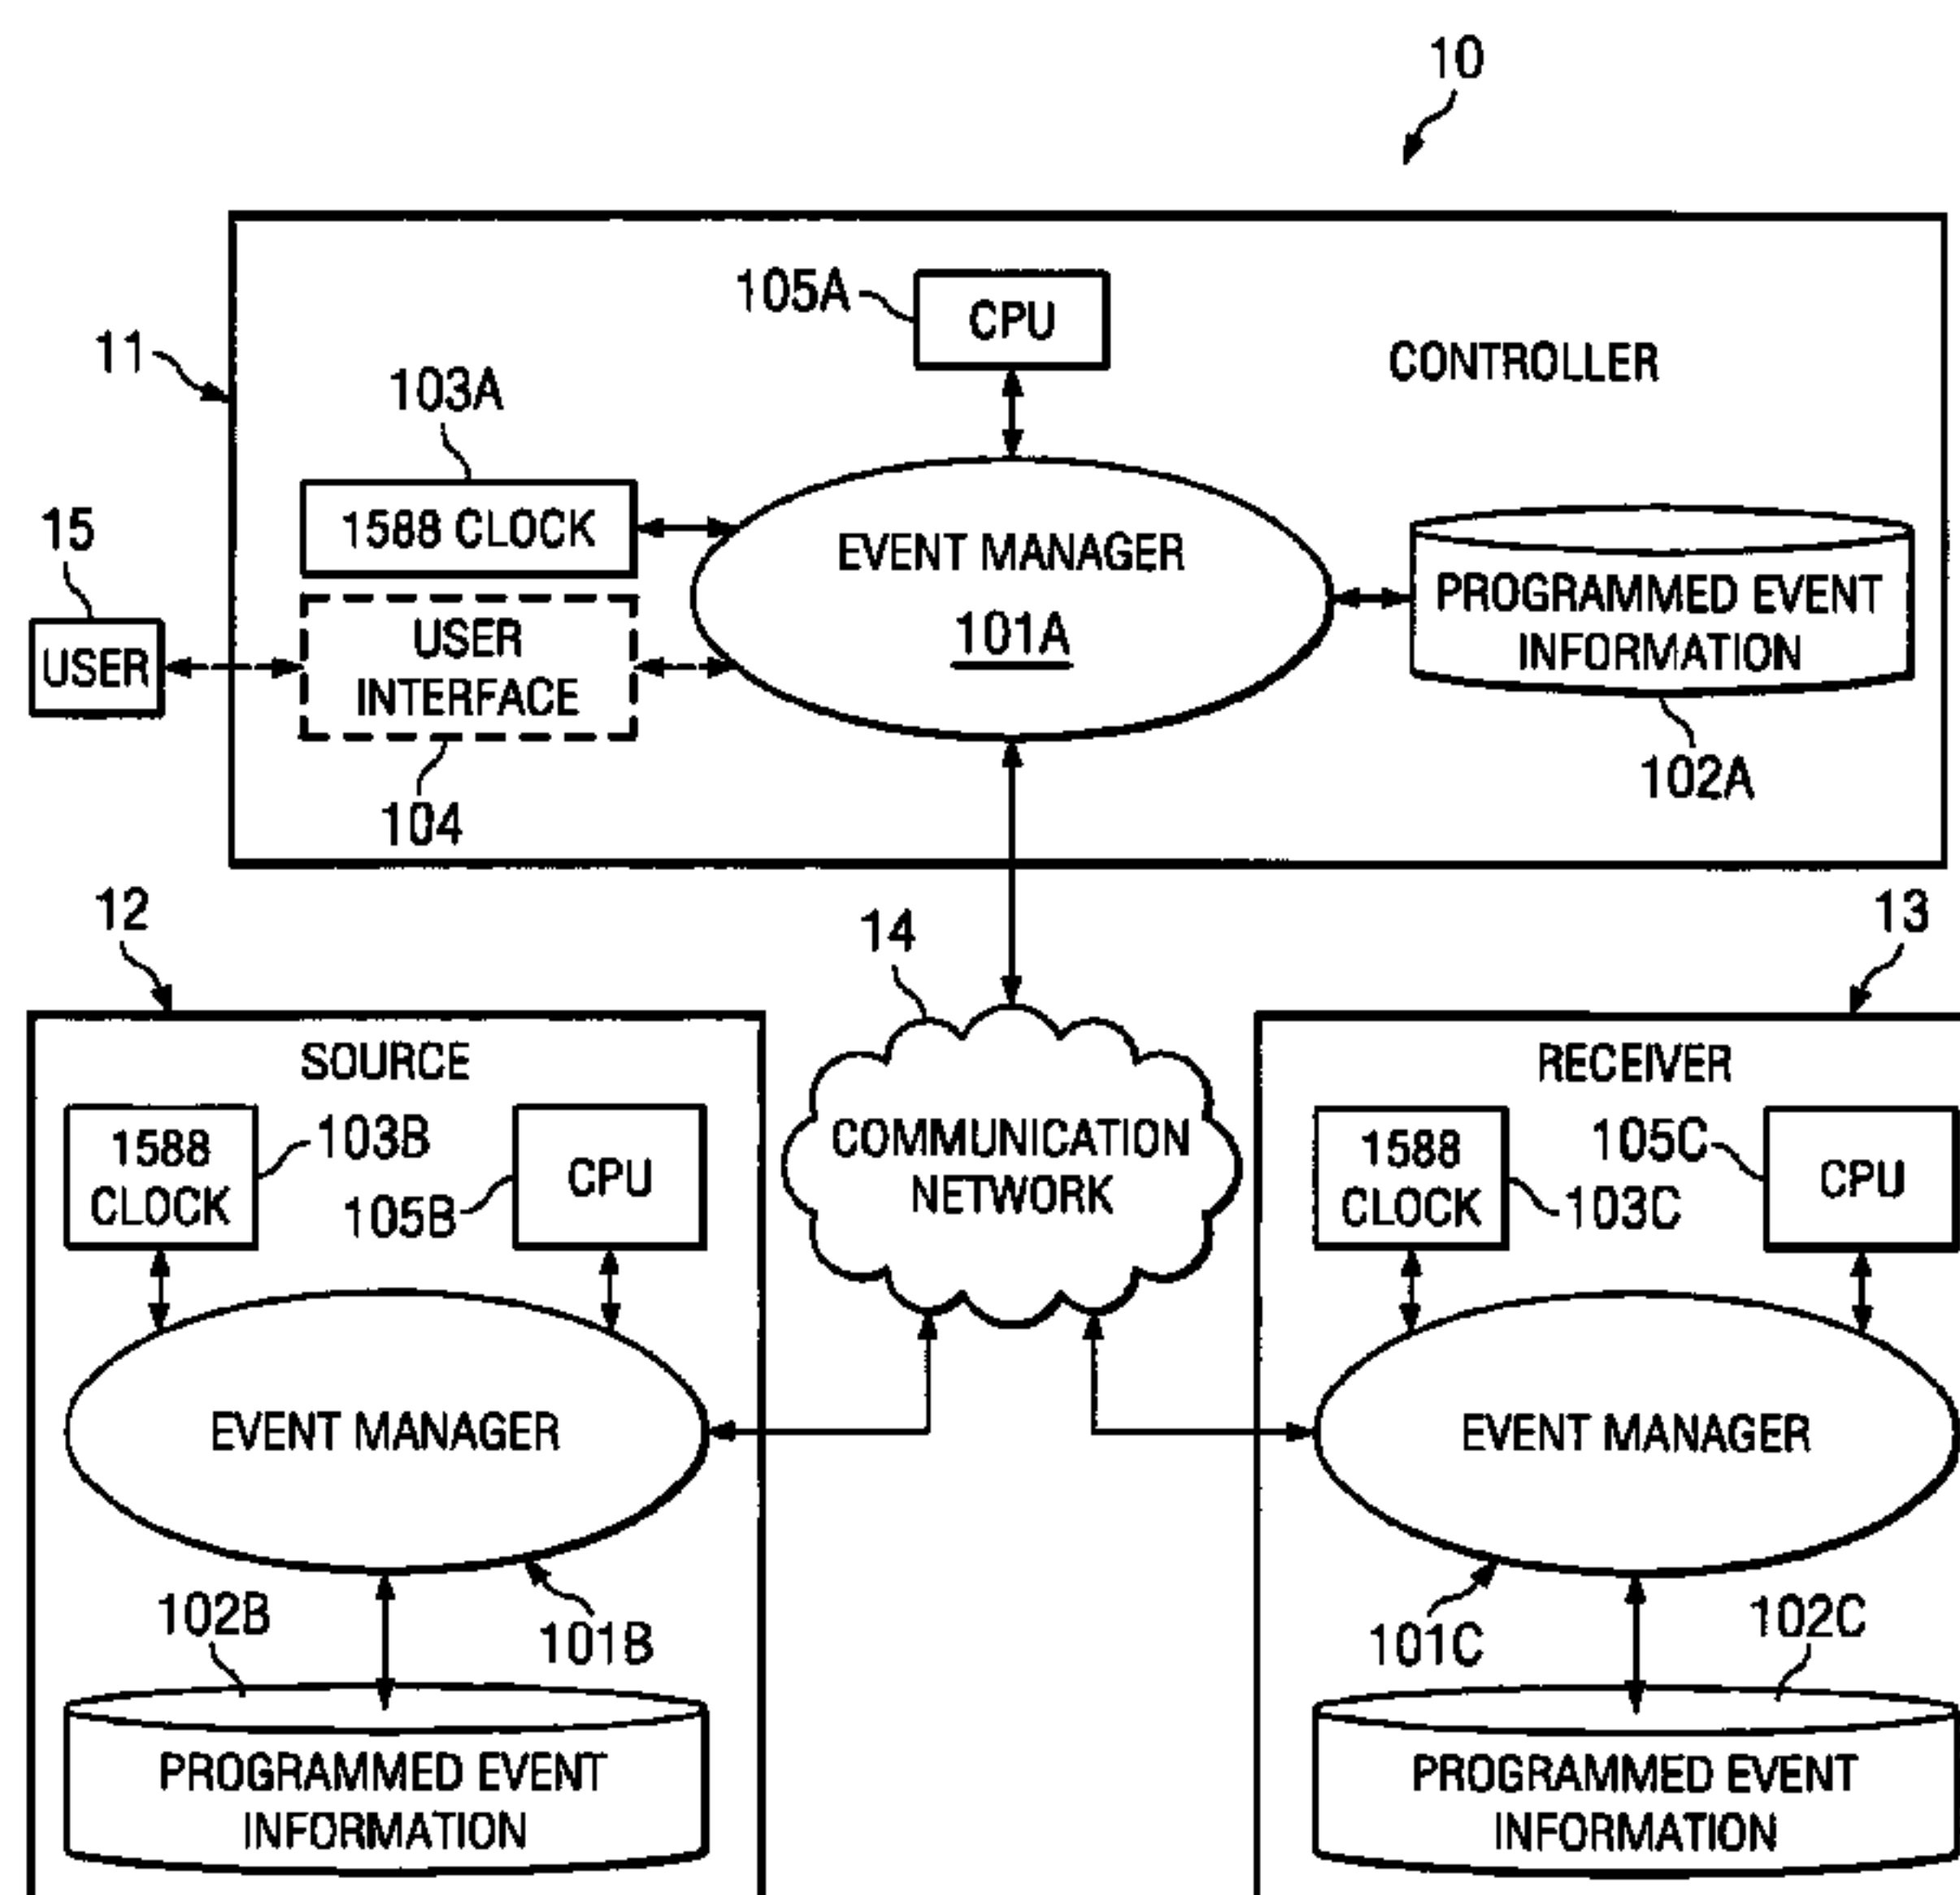 10
11
105A
CPU
CONTROLLER
103A
1588 CLOCK
15
USER
USER
INTERFACE
104
EVENT MANAGER
101A
PROGRAMMED EVENT
INFORMATION
102A
12
14
13
SOURCE
1588
CLOCK
103B
105B
CPU
EVENT MANAGER
101B
102B
PROGRAMMED EVENT
INFORMATION
COMMUNICATION
NETWORK
RECEIVER
1588
CLOCK
103C
105C
CPU
EVENT MANAGER
101C
102C
PROGRAMMED EVENT
INFORMATION